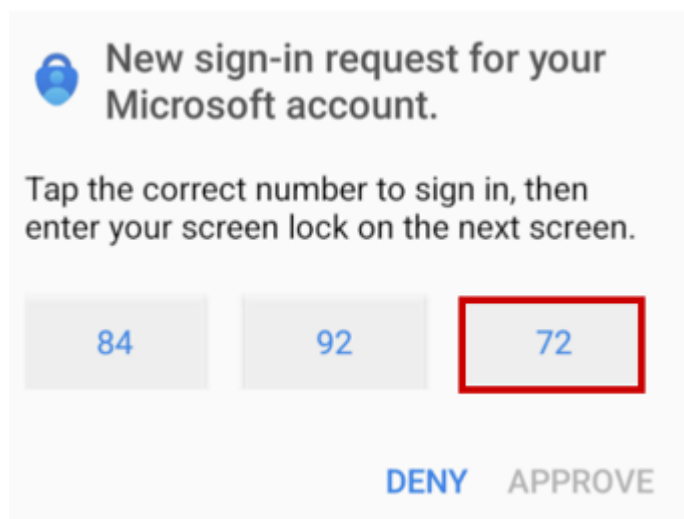 New sign-in request for your
Microsoft account.
Tap the correct number to sign in, then
enter your screen lock on the next screen.
84 92 72
DENY APPROVE